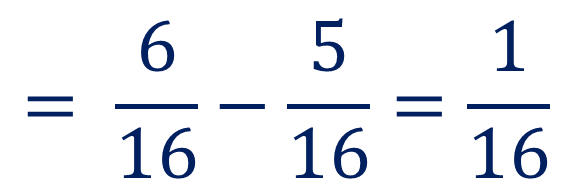 = 6/16 − 5/16 = 1/16